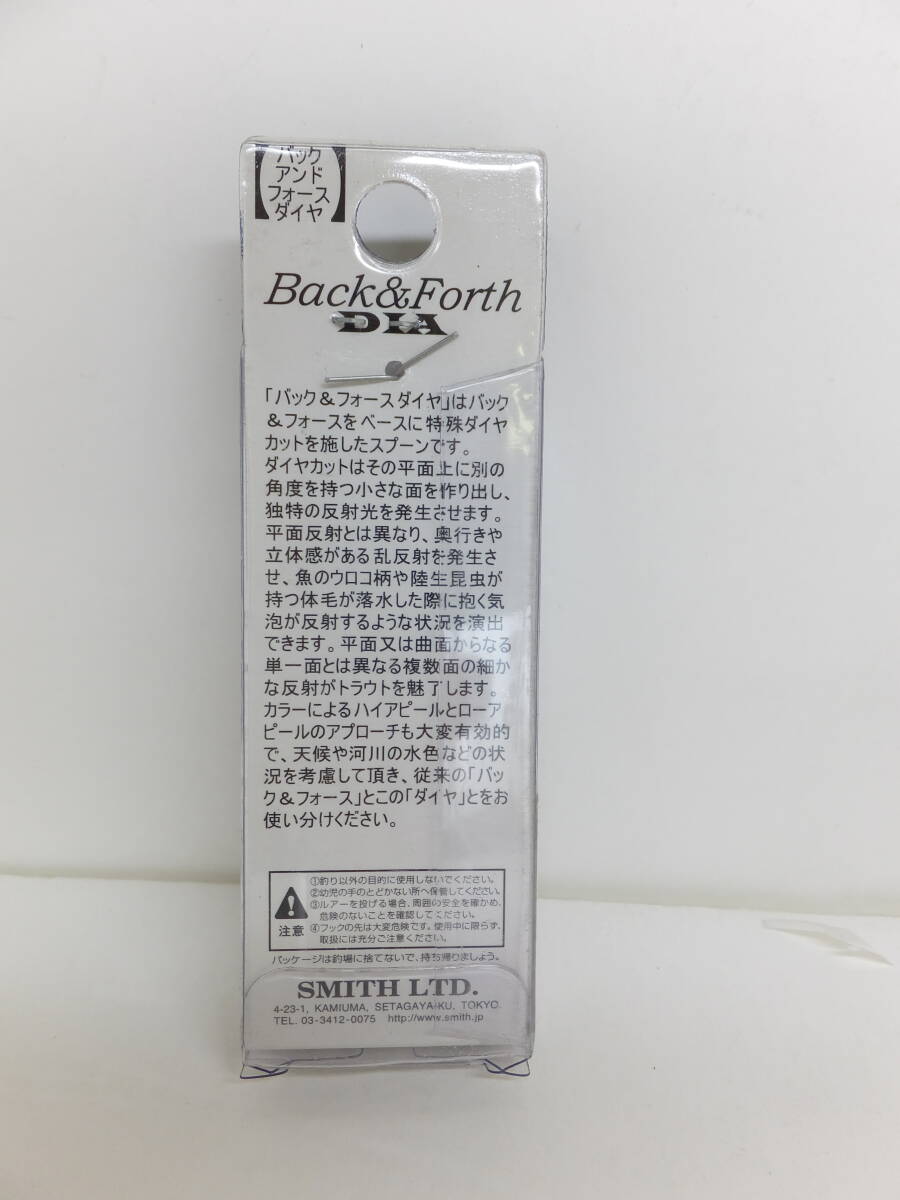 バック
アンド
フォース
ダイヤ
Back&Forth
DIA
「バック＆フォースダイヤ」はバック
＆フォースをベースに特殊ダイヤ
カットを施したスプーンです。
ダイヤカットはその平面上に別の
角度を持つ小さな面を作り出し、
独特の反射光を発生させます。
平面反射とは異なり、奥行きや
立体感がある乱反射を発生さ
せ、魚のウロコ柄や陸生昆虫が
持つ体毛が落水した際に抱く気
泡が反射するような状況を演出
できます。平面又は曲面からなる
単一面とは異なる複数面の細か
な反射がトラウトを魅了します。
カラーによるハイアピールとローア
ピールのアプローチも大変有効的
で、天候や河川の水色などの状
況を考慮して頂き、従来の「バッ
ク＆フォース」とこの「ダイヤ」とをお
使い分けください。
注意
①釣り以外の目的に使用しないでください。
②幼児の手のとどかない所へ保管してください。
③ルアーを投げる場合、周囲の安全を確かめ、
危険のないことを確認してください。
④フックの先は大変危険です。使用中に限らず、
取扱には充分ご注意ください。
パッケージは釣場に捨てないで、持ち帰りましょう。
SMITH LTD.
4-23-1, KAMIUMA, SETAGAYA-KU, TOKYO.
TEL. 03-3412-0075 http://www.smith.jp